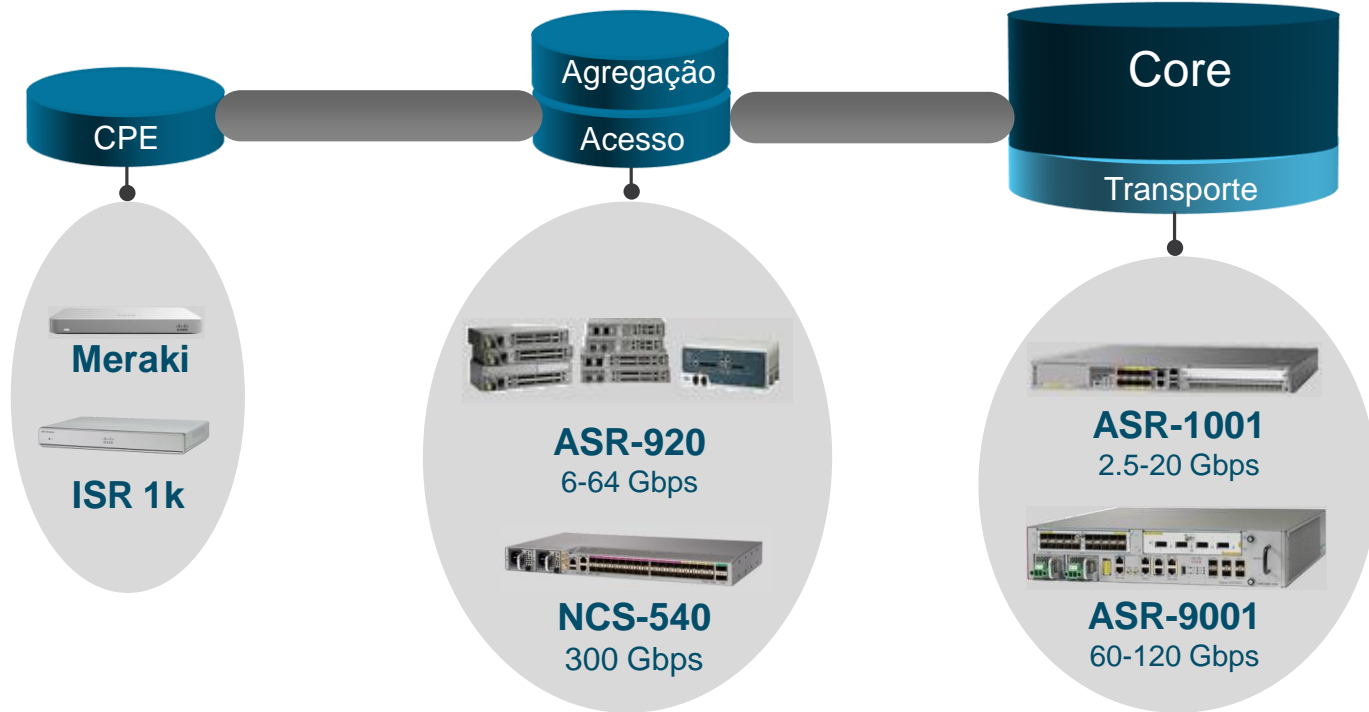 CPE
Agregação
Acesso
Core
Transporte
Meraki
ISR 1k
ASR-920
6-64 Gbps
NCS-540
300 Gbps
ASR-1001
2.5-20 Gbps
ASR-9001
60-120 Gbps